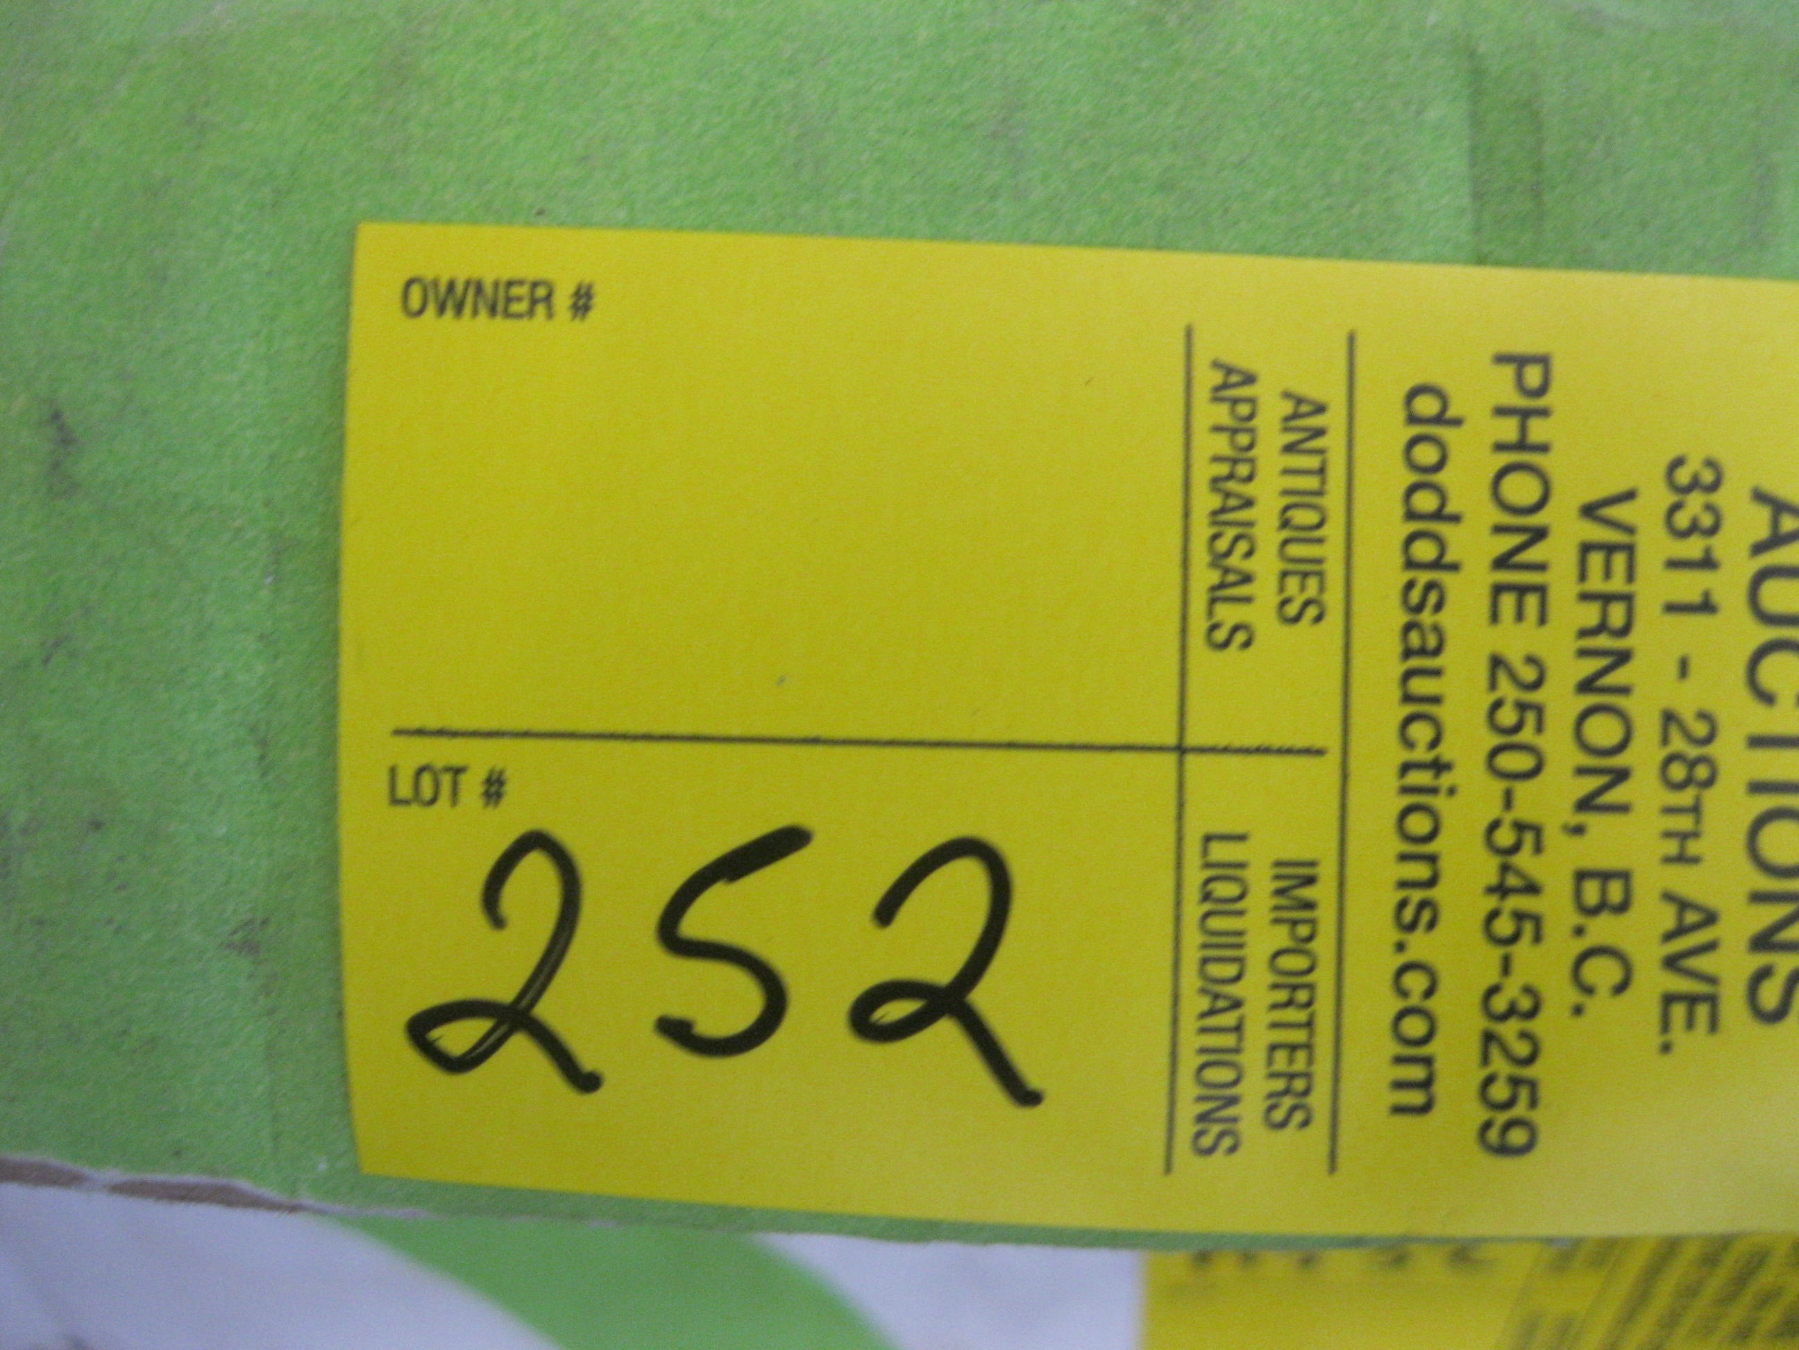 AUCTIONS
3311 - 28TH AVE.
VERNON, B.C.
PHONE 250-545-3259
doddsauctions.com
ANTIQUES
APPRAISALS
IMPORTERS
LIQUIDATIONS
OWNER #
LOT #
252